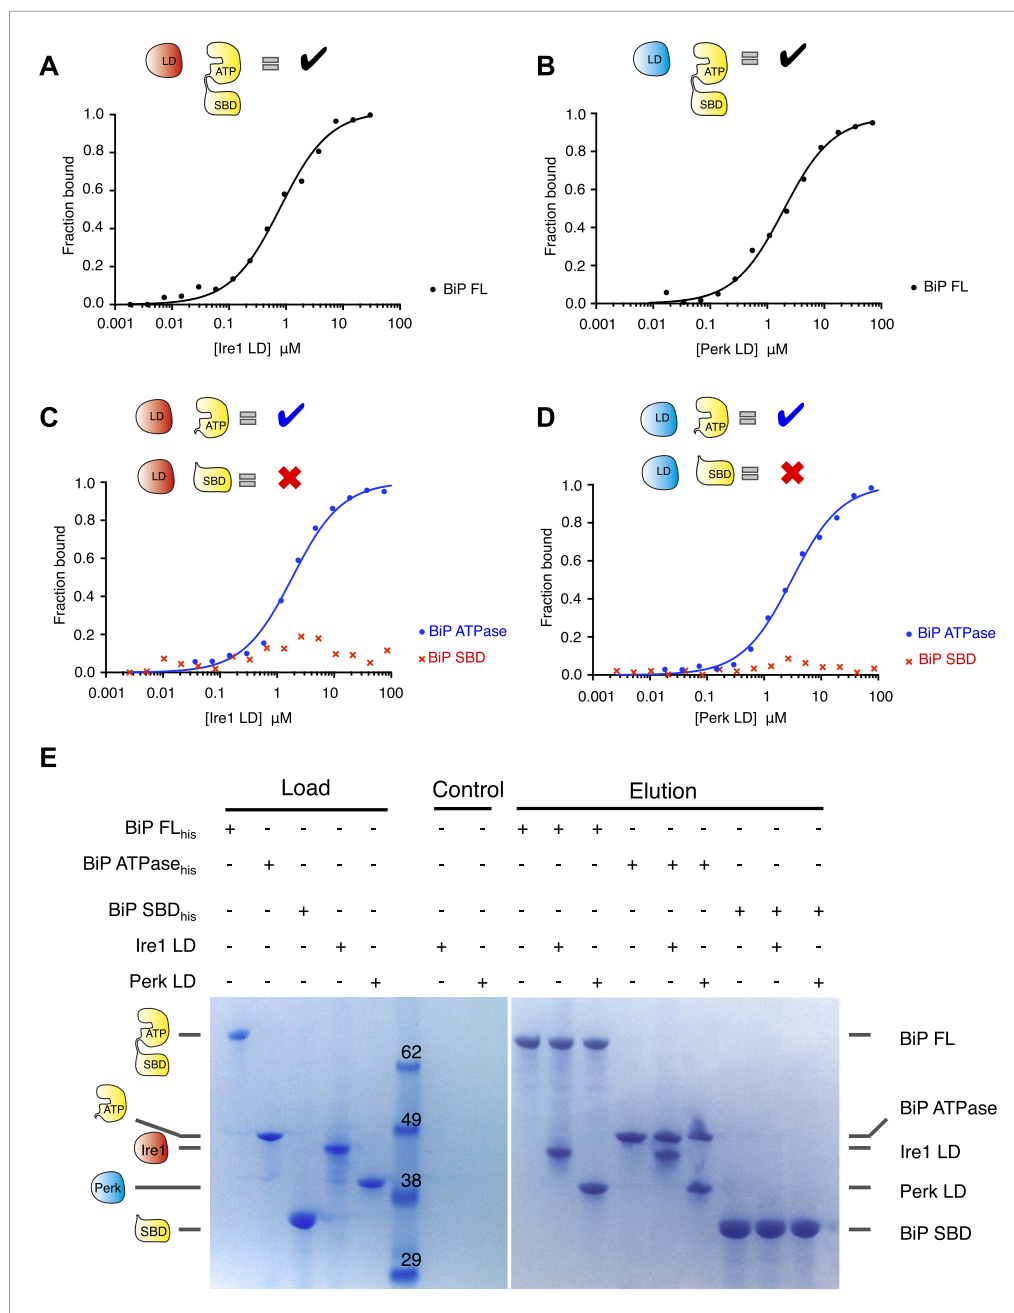 A
LD
ATP
SBD
=
1.0
0.8
0.6
0.4
0.2
0.0
Fraction bound
0.001 0.01 0.1 1 10 100
[Ire1 LD] µM
BiP FL
B
LD
ATP
SBD
=
1.0
0.8
0.6
0.4
0.2
0.0
Fraction bound
0.001 0.01 0.1 1 10 100
[Perk LD] µM
BiP FL
C
LD
ATP
=
LD
SBD
=
1.0
0.8
0.6
0.4
0.2
0.0
Fraction bound
0.001 0.01 0.1 1 10 100
[Ire1 LD] µM
BiP ATPase
BiP SBD
D
LD
ATP
=
LD
SBD
=
1.0
0.8
0.6
0.4
0.2
0.0
Fraction bound
0.001 0.01 0.1 1 10 100
[Perk LD] µM
BiP ATPase
BiP SBD
E
Load Control Elution
BiP FLhis + - - - - - - + + + - - - - - -
BiP ATPasehis - + - - - - - - - - + + + - - -
BiP SBDhis - - + - - - - - - - - - - + + +
Ire1 LD - - - + - + - - + - - + - - + -
Perk LD - - - - + - + - - + - - + - - +
ATP
SBD
ATP
Ire1
Perk
SBD
62
49
38
29
BiP FL
BiP ATPase
Ire1 LD
Perk LD
BiP SBD